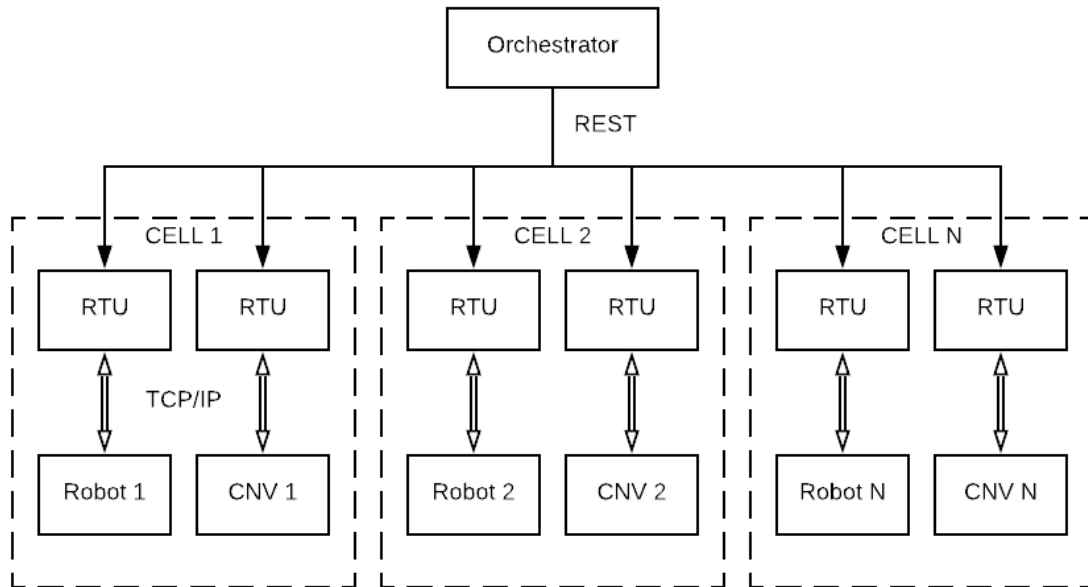 Orchestrator
REST
CELL 1
CELL 2
CELL N
RTU
RTU
RTU
RTU
RTU
RTU
TCP/IP
Robot 1
CNV 1
Robot 2
CNV 2
Robot N
CNV N